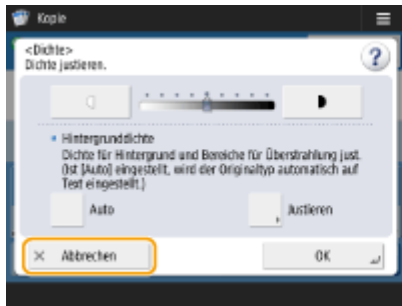 Kopie
<Dichte>
Dichte justieren.
?
Hintergrunddichte
Dichte für Hintergrund und Bereiche für Überstrahlung just.
(Ist [Auto] eingestellt, wird der Originaltyp automatisch auf
Text eingestellt.)
Auto
Justieren
Abbrechen
OK